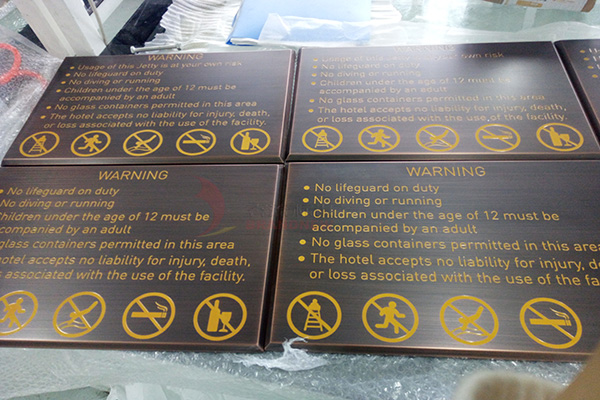 WARNING
Usage of this Jetty is at your own risk
No lifeguard on duty
No diving or running
Children under the age of 12 must be
accompanied by an adult
No glass containers permitted in this area
The hotel accepts no liability for injury, death,
or loss associated with the use of the facility.
own risk
No lifeguard on duty
No diving or running
Children under the age of 12 must be
accompanied by an adult
No glass containers permitted in this area
The hotel accepts no liability for injury, death,
or loss associated with the use,of the facility.
WARNING
No lifeguard on duty
No diving or running
Children under the age of 12 must be
accompanied by an adult
glass containers permitted in this area
hotel accepts no liability for injury, death,
associated with the use of the facility.
WARNING
No lifeguard on duty
No diving or running
Children under the age of 12 must be
accompanied by an adult
No glass containers permitted in this area
The hotel accepts no liability for injury, de
or loss associated with the use of the fac